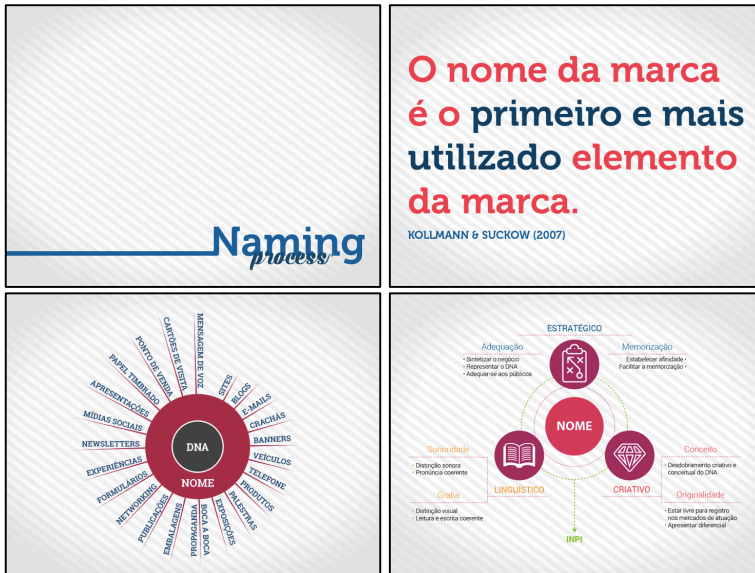 Naming
process
O nome da marca
é o primeiro e mais
utilizado elemento
da marca.
KOLLMANN & SUCKOW (2007)
MENSAGEM DE VOZ
SITES
BLOGS
E-MAILS
CRACHÁS
BANNERS
VEÍCULOS
TELEFONE
PRODUTOS
PALESTRAS
EXPOSIÇÕES
BOCA A BOCA
PROPAGANDA
EMBALAGENS
PUBLICAÇÕES
NETWORKING
FORMULÁRIOS
EXPERIÊNCIAS
NEWSLETTERS
MÍDIAS SOCIAIS
APRESENTAÇÕES
PAPEL TIMBRADO
PONTO DE VENDA
CARTÕES DE VISITA
DNA
NOME
ESTRATÉGICO
Adequação
• Sintetizar o negócio
• Representar o DNA
• Adequar-se aos públicos
Memorização
Estabelecer afinidade •
Facilitar a memorização •
NOME
Sonoridade
• Distinção sonora
• Pronúncia coerente
LINGUÍSTICO
Grafia
• Distinção visual
• Leitura e escrita coerente
Conceito
• Desdobramento criativo e
conceitual do DNA
CRIATIVO
Originalidade
• Estar livre para registro
nos mercados de atuação
• Apresentar diferencial
INPI